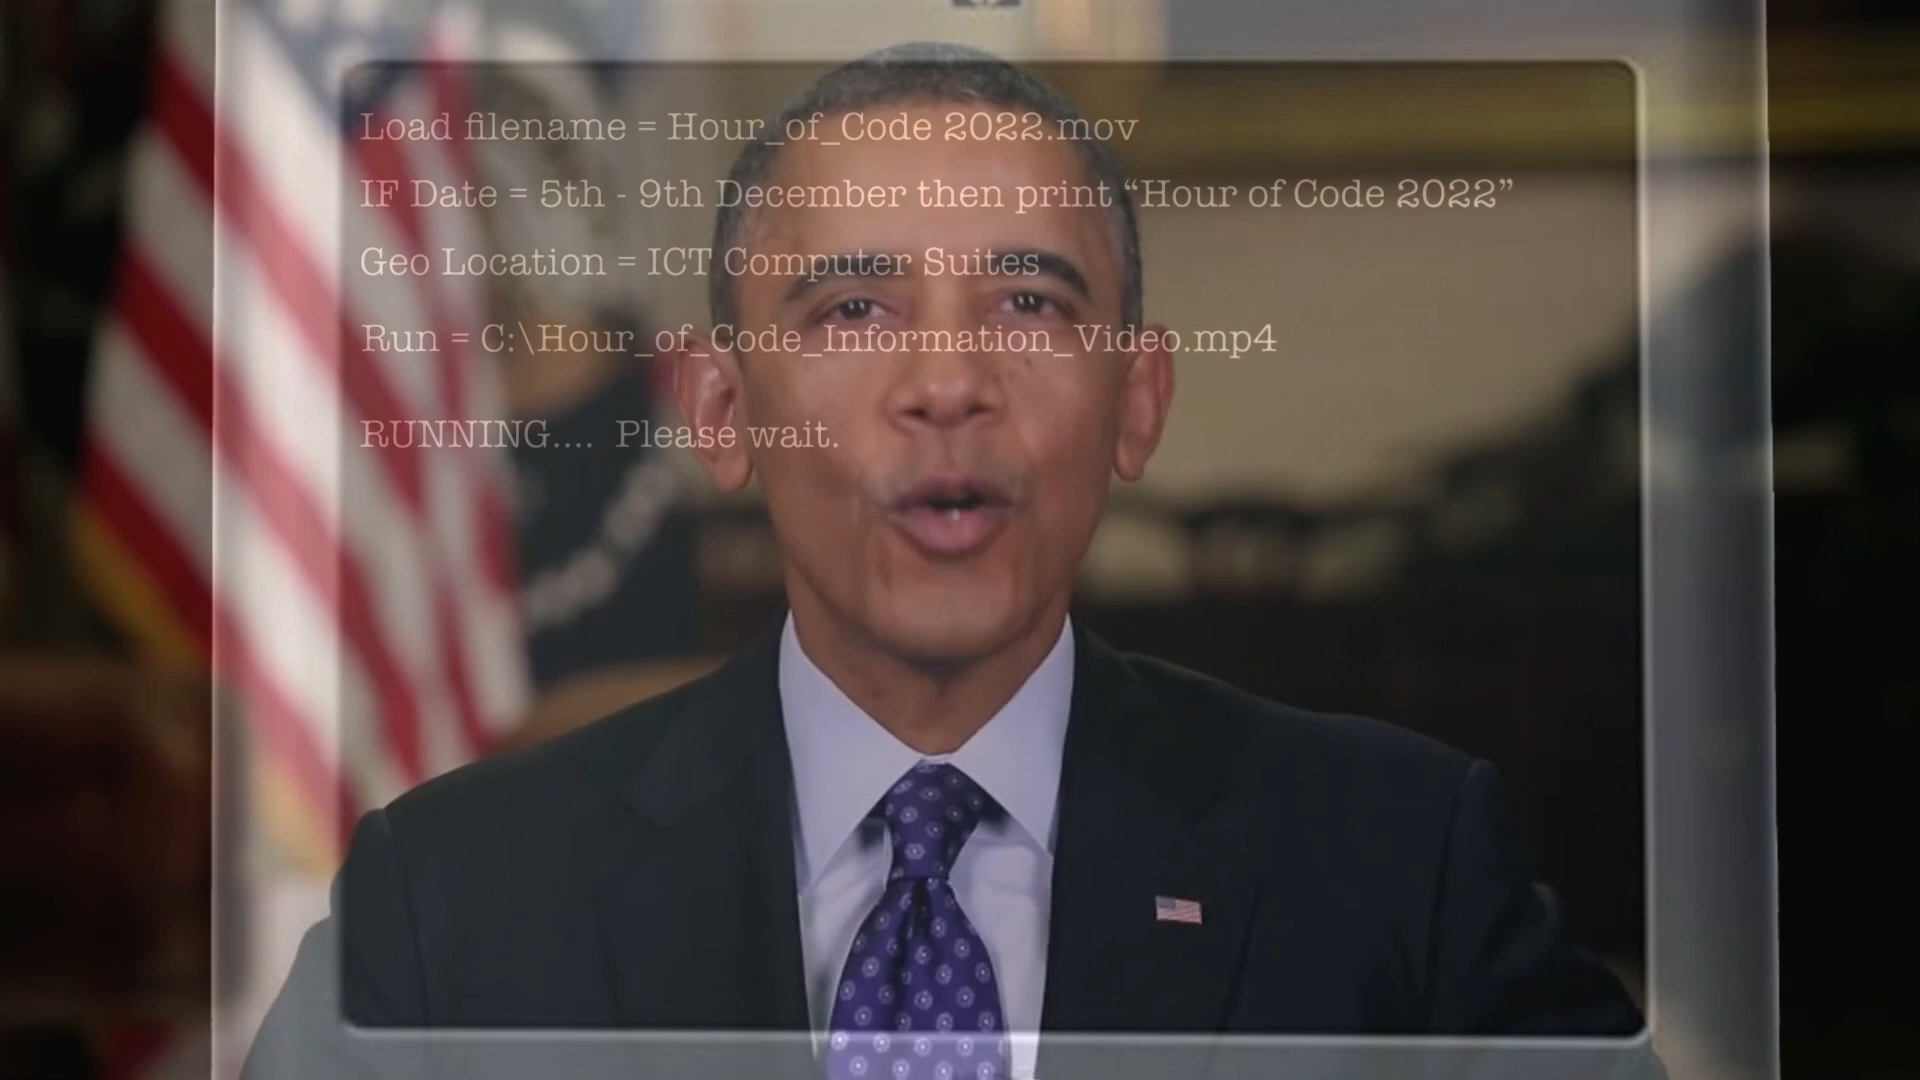 Load filename = Hour_of_Code 2022.mov
IF Date = 5th - 9th December then print “Hour of Code 2022”
Geo Location = ICT Computer Suites
Run = C:\Hour_of_Code_Information_Video.mp4
RUNNING.... Please wait.